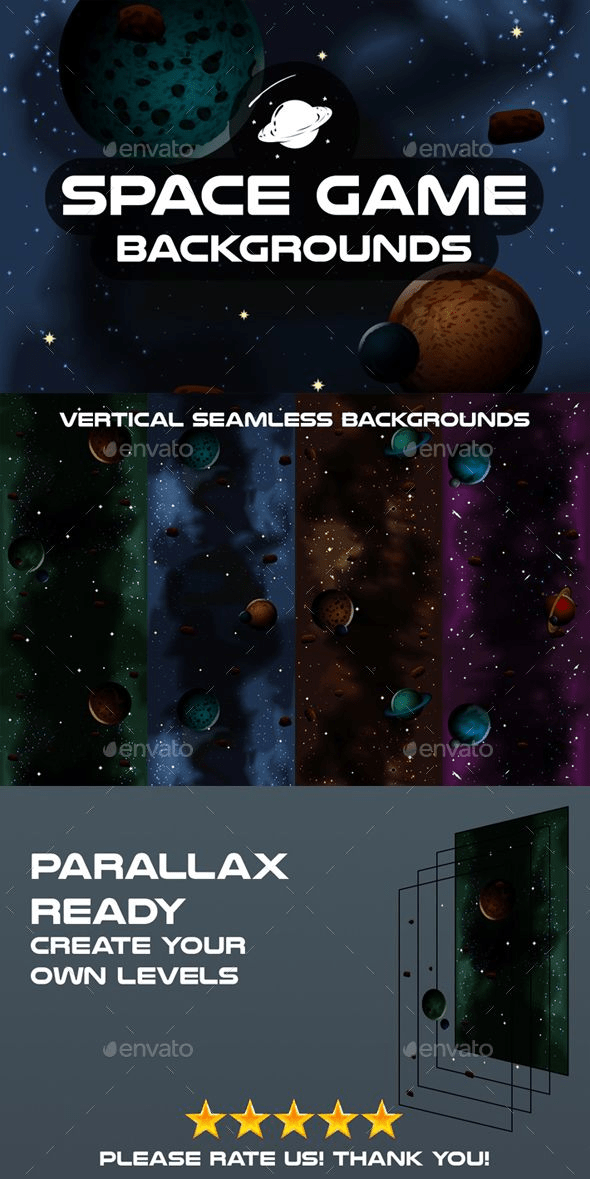 envato envato
SPACE GAME
BACKGROUNDS
VERTICAL SEAMLESS BACKGROUNDS
envato envato
envato envato
PARALLAX
READY
CREATE YOUR
OWN LEVELS
envato envato
PLEASE RATE US! THANK YOU!